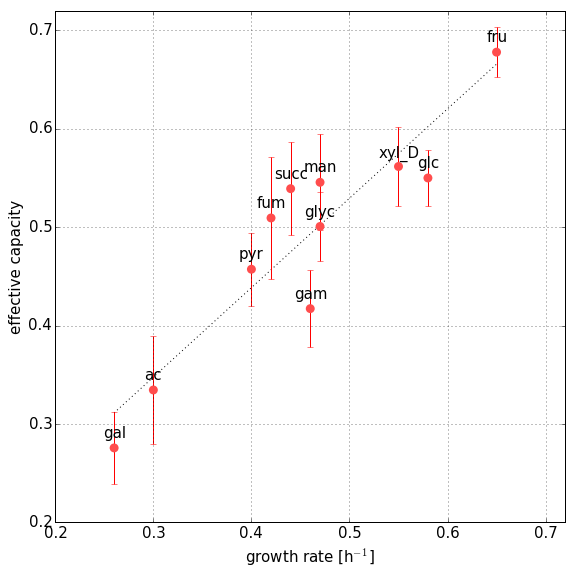 0.7
0.6
0.5
0.4
0.3
0.2
effective capacity
fru
xyl_D
glc
man
succ
fum
glyc
pyr
gam
ac
gal
0.2 0.3 0.4 0.5 0.6 0.7
growth rate [h⁻¹]